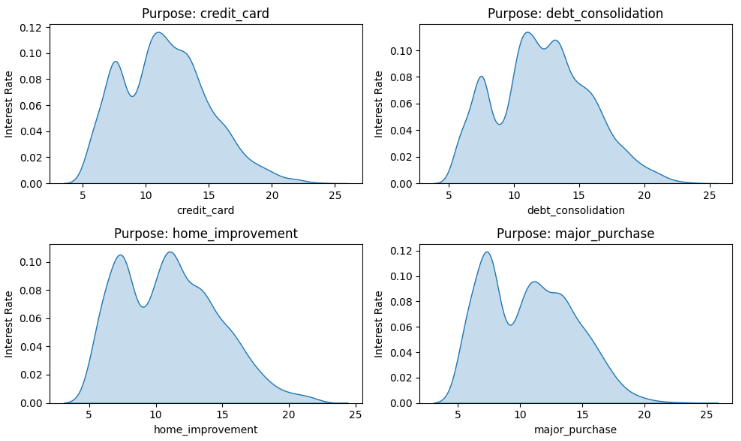 Purpose: credit_card
Interest Rate
0.12
0.10
0.08
0.06
0.04
0.02
0.00
5 10 15 20 25
credit_card
Purpose: debt_consolidation
Interest Rate
0.10
0.08
0.06
0.04
0.02
0.00
5 10 15 20 25
debt_consolidation
Purpose: home_improvement
Interest Rate
0.10
0.08
0.06
0.04
0.02
0.00
5 10 15 20 25
home_improvement
Purpose: major_purchase
Interest Rate
0.12
0.10
0.08
0.06
0.04
0.02
0.00
5 10 15 20 25
major_purchase